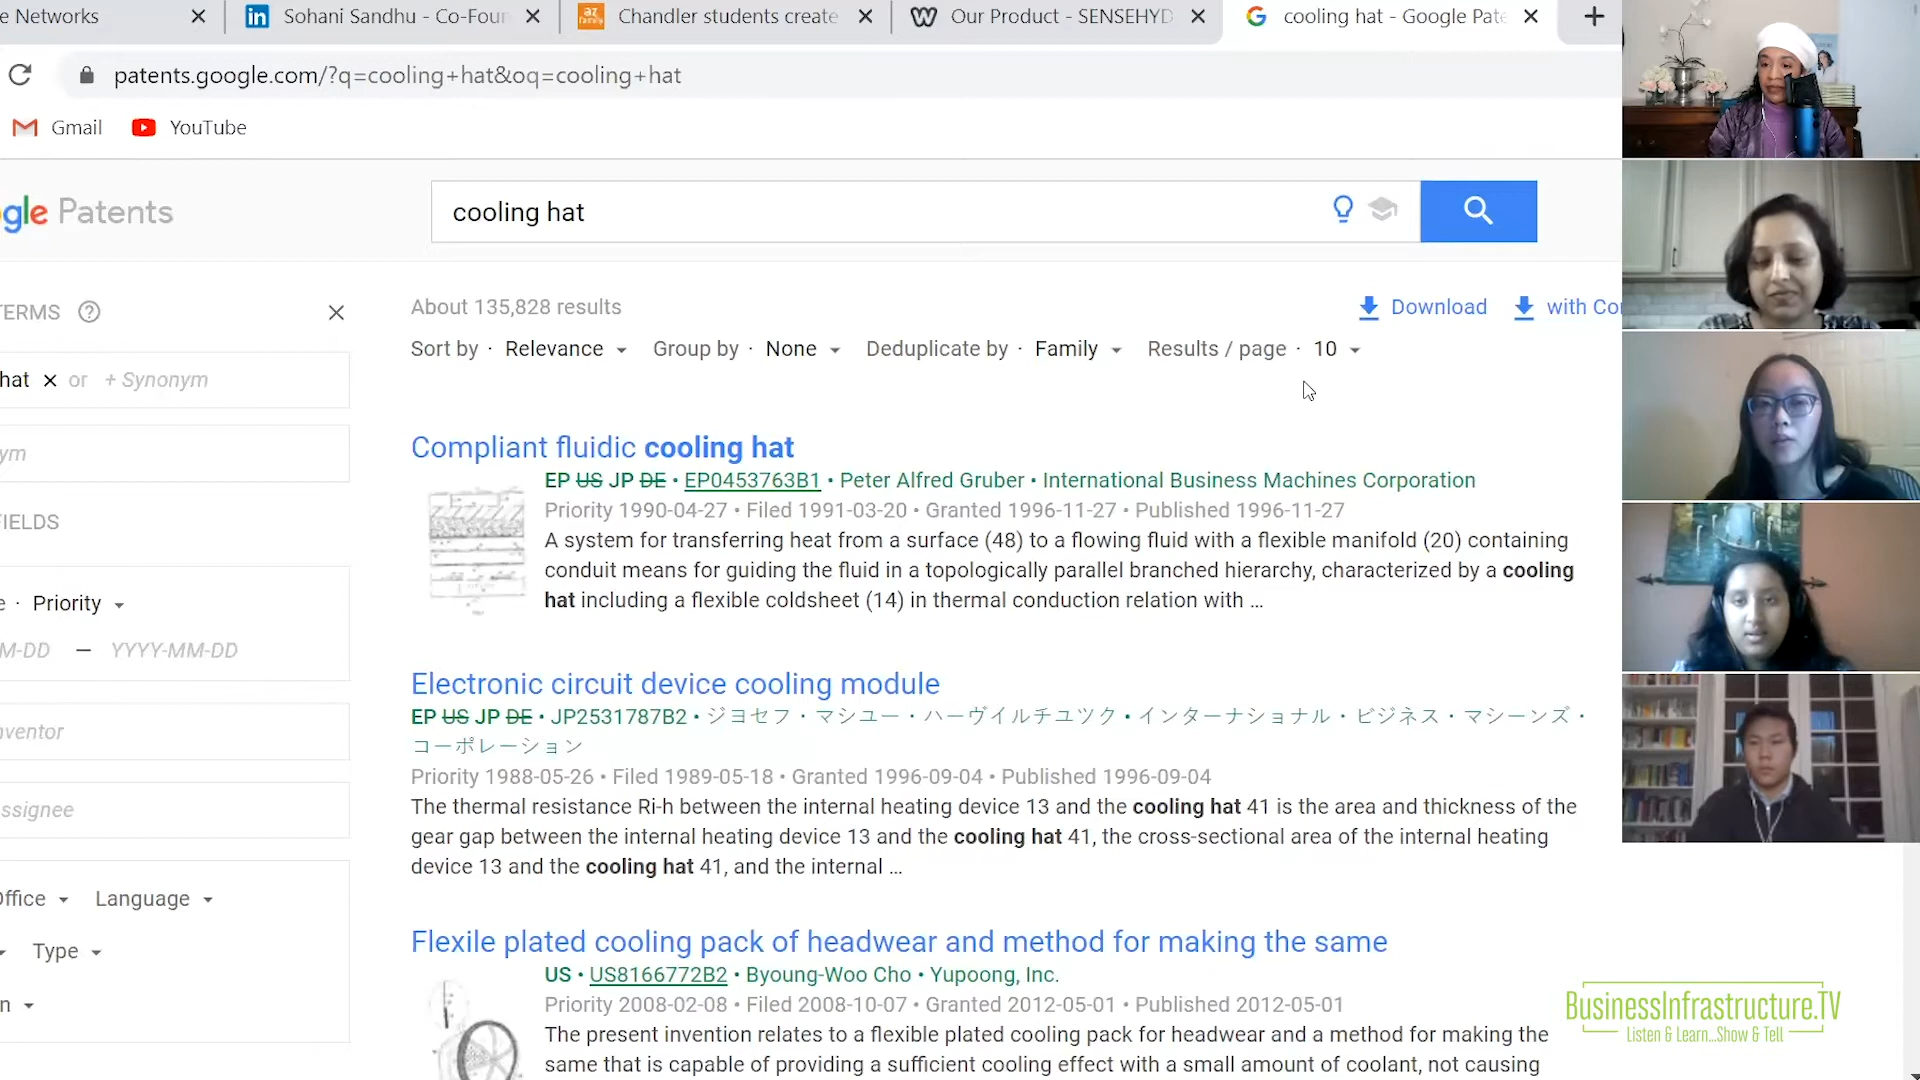 e Networks
Sohani Sandhu - Co-Four
az family
Chandler students create
Our Product - SENSEHYD
cooling hat - Google Pate
patents.google.com/?q=cooling+hat&oq=cooling+hat
Gmail
YouTube
gle Patents
cooling hat
TERMS
hat × or + Synonym
ym
FIELDS
e · Priority
M-DD — YYYY-MM-DD
nventor
ssignee
Office Language
Type
n
About 135,828 results
Download
with Co
Sort by · Relevance Group by · None Deduplicate by · Family Results / page · 10
Compliant fluidic cooling hat
EP US JP DE • EP0453763B1 • Peter Alfred Gruber • International Business Machines Corporation
Priority 1990-04-27 • Filed 1991-03-20 • Granted 1996-11-27 • Published 1996-11-27
A system for transferring heat from a surface (48) to a flowing fluid with a flexible manifold (20) containing
conduit means for guiding the fluid in a topologically parallel branched hierarchy, characterized by a cooling
hat including a flexible coldsheet (14) in thermal conduction relation with …
Electronic circuit device cooling module
EP US JP DE • JP2531787B2 • ジヨセフ・マシユー・ハーヴイルチユツク • インターナシヨナル・ビジネス・マシーンズ・
コーポレーシヨン
Priority 1988-05-26 • Filed 1989-05-18 • Granted 1996-09-04 • Published 1996-09-04
The thermal resistance Ri-h between the internal heating device 13 and the cooling hat 41 is the area and thickness of the
gear gap between the internal heating device 13 and the cooling hat 41, the cross-sectional area of the internal heating
device 13 and the cooling hat 41, and the internal …
Flexile plated cooling pack of headwear and method for making the same
US • US8166772B2 • Byoung-Woo Cho • Yupoong, Inc.
Priority 2008-02-08 • Filed 2008-10-07 • Granted 2012-05-01 • Published 2012-05-01
The present invention relates to a flexible plated cooling pack for headwear and a method for making the
same that is capable of providing a sufficient cooling effect with a small amount of coolant, not causing
BusinessInfrastructure.TV
Listen & Learn...Show & Tell